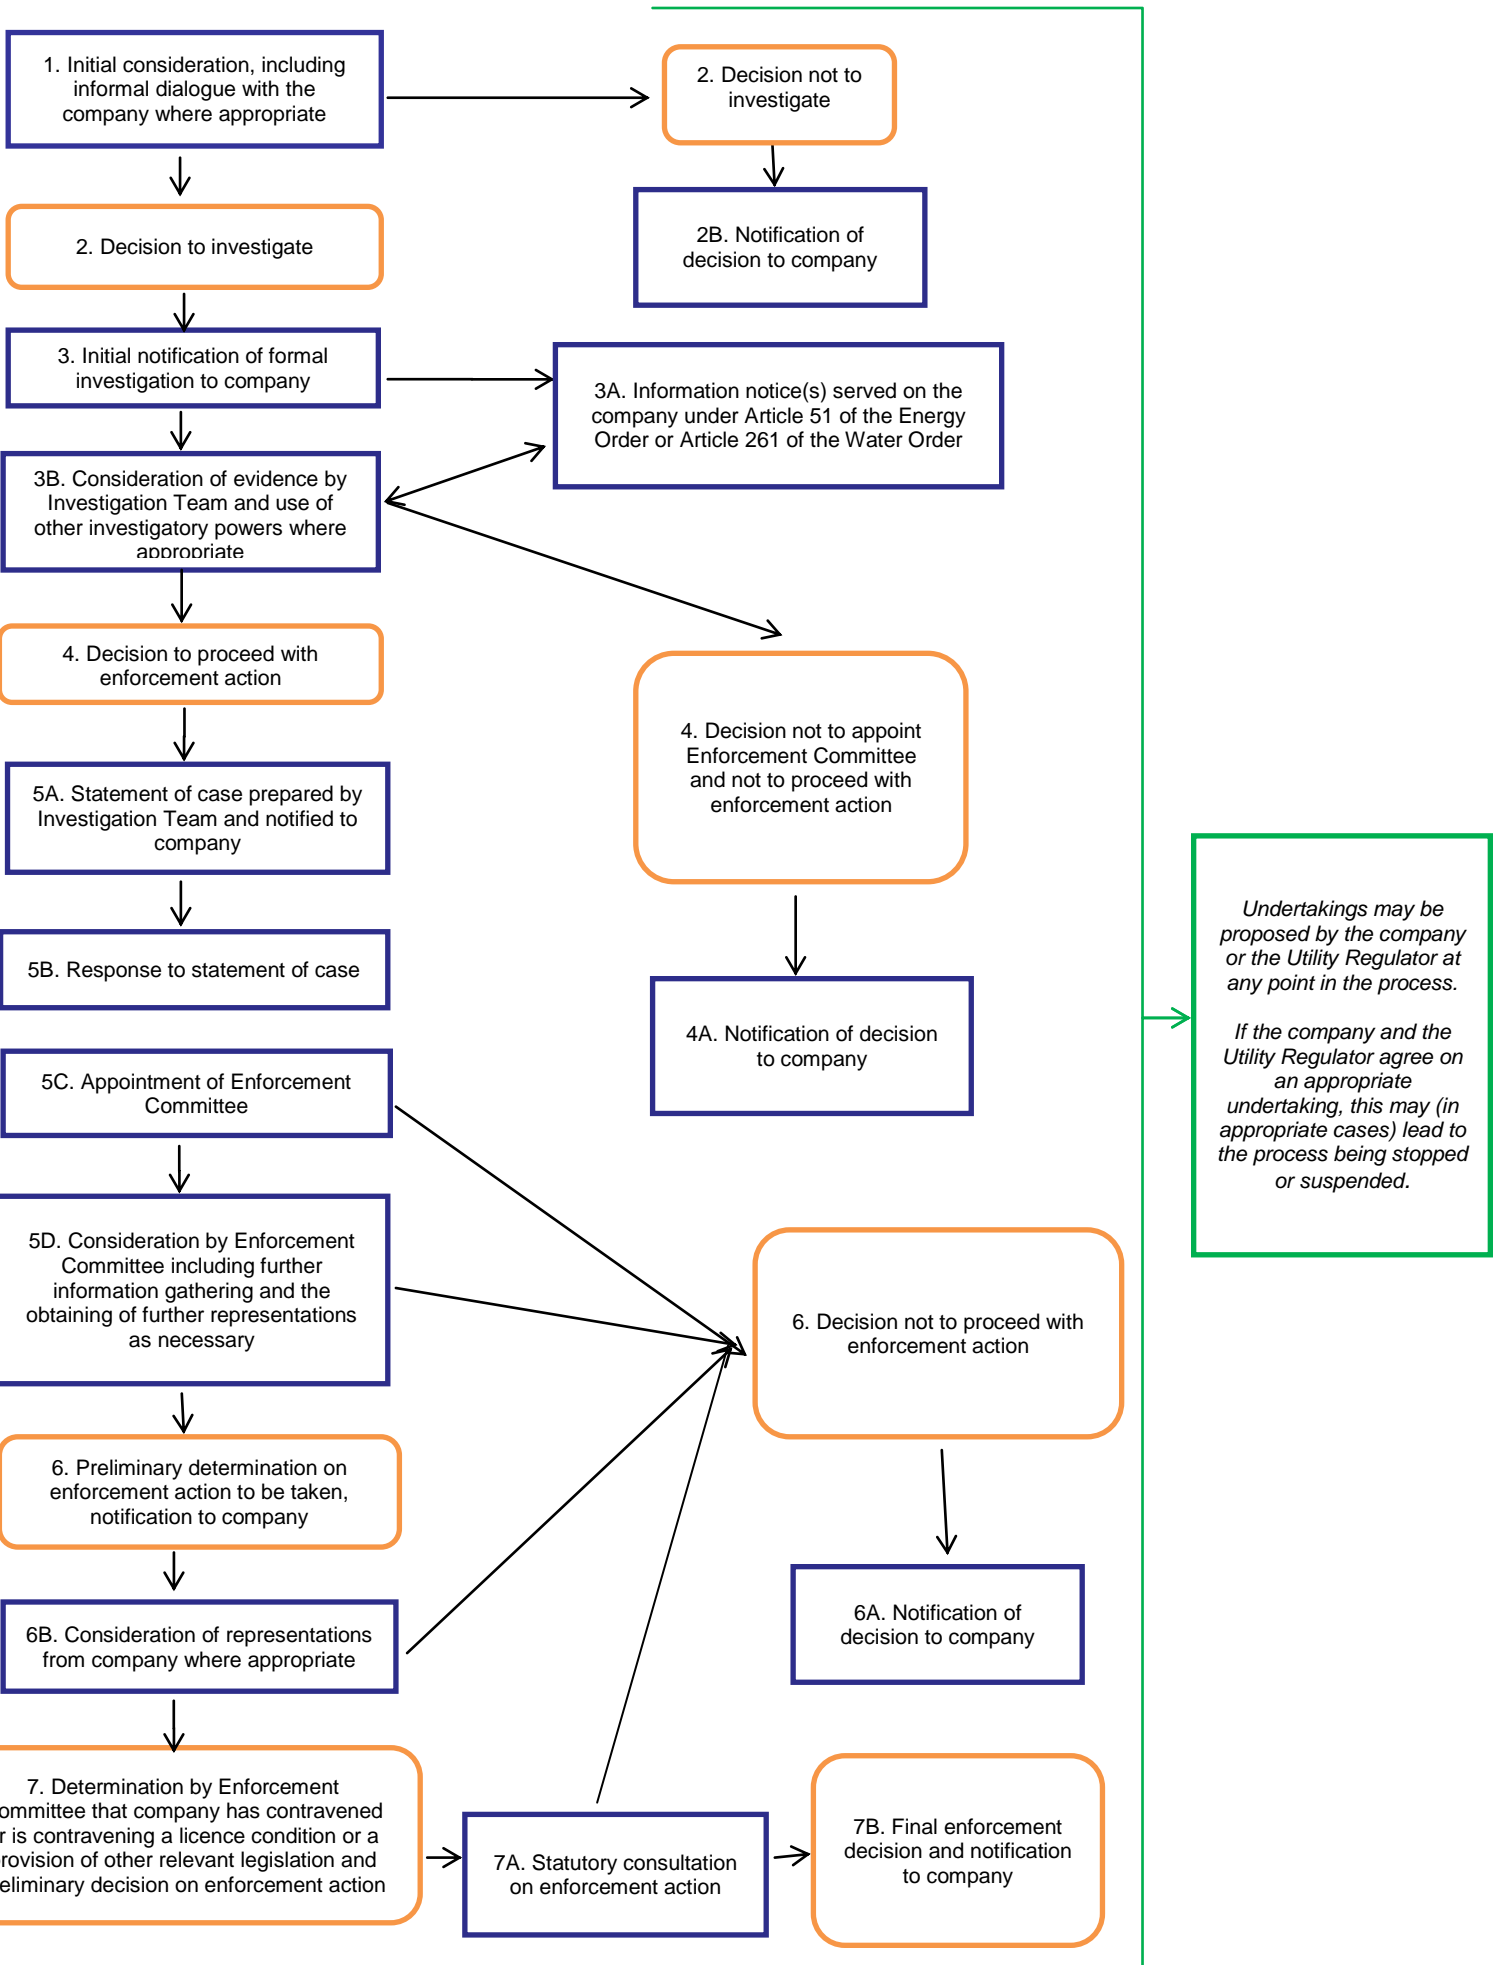 1. Initial consideration, including
informal dialogue with the
company where appropriate
2. Decision not to
investigate
2. Decision to investigate
2B. Notification of
decision to company
3. Initial notification of formal
investigation to company
3A. Information notice(s) served on the
company under Article 51 of the Energy
Order or Article 261 of the Water Order
3B. Consideration of evidence by
Investigation Team and use of
other investigatory powers where
appropriate
4. Decision to proceed with
enforcement action
4. Decision not to appoint
Enforcement Committee
and not to proceed with
enforcement action
5A. Statement of case prepared by
Investigation Team and notified to
company
5B. Response to statement of case
4A. Notification of decision
to company
Undertakings may be
proposed by the company
or the Utility Regulator at
any point in the process.
If the company and the
Utility Regulator agree on
an appropriate
undertaking, this may (in
appropriate cases) lead to
the process being stopped
or suspended.
5C. Appointment of Enforcement
Committee
5D. Consideration by Enforcement
Committee including further
information gathering and the
obtaining of further representations
as necessary
6. Decision not to proceed with
enforcement action
6. Preliminary determination on
enforcement action to be taken,
notification to company
6B. Consideration of representations
from company where appropriate
6A. Notification of
decision to company
7. Determination by Enforcement
ommittee that company has contravened
r is contravening a licence condition or a
rovision of other relevant legislation and
eliminary decision on enforcement action
7A. Statutory consultation
on enforcement action
7B. Final enforcement
decision and notification
to company